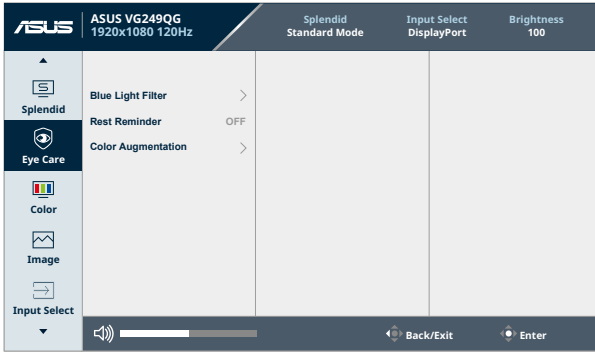 ASUS
ASUS VG249QG
1920x1080 120Hz
Splendid
Standard Mode
Input Select
DisplayPort
Brightness
100
S
Splendid
Eye Care
Color
Image
Input Select
Blue Light Filter
Rest Reminder OFF
Color Augmentation
Back/Exit
Enter